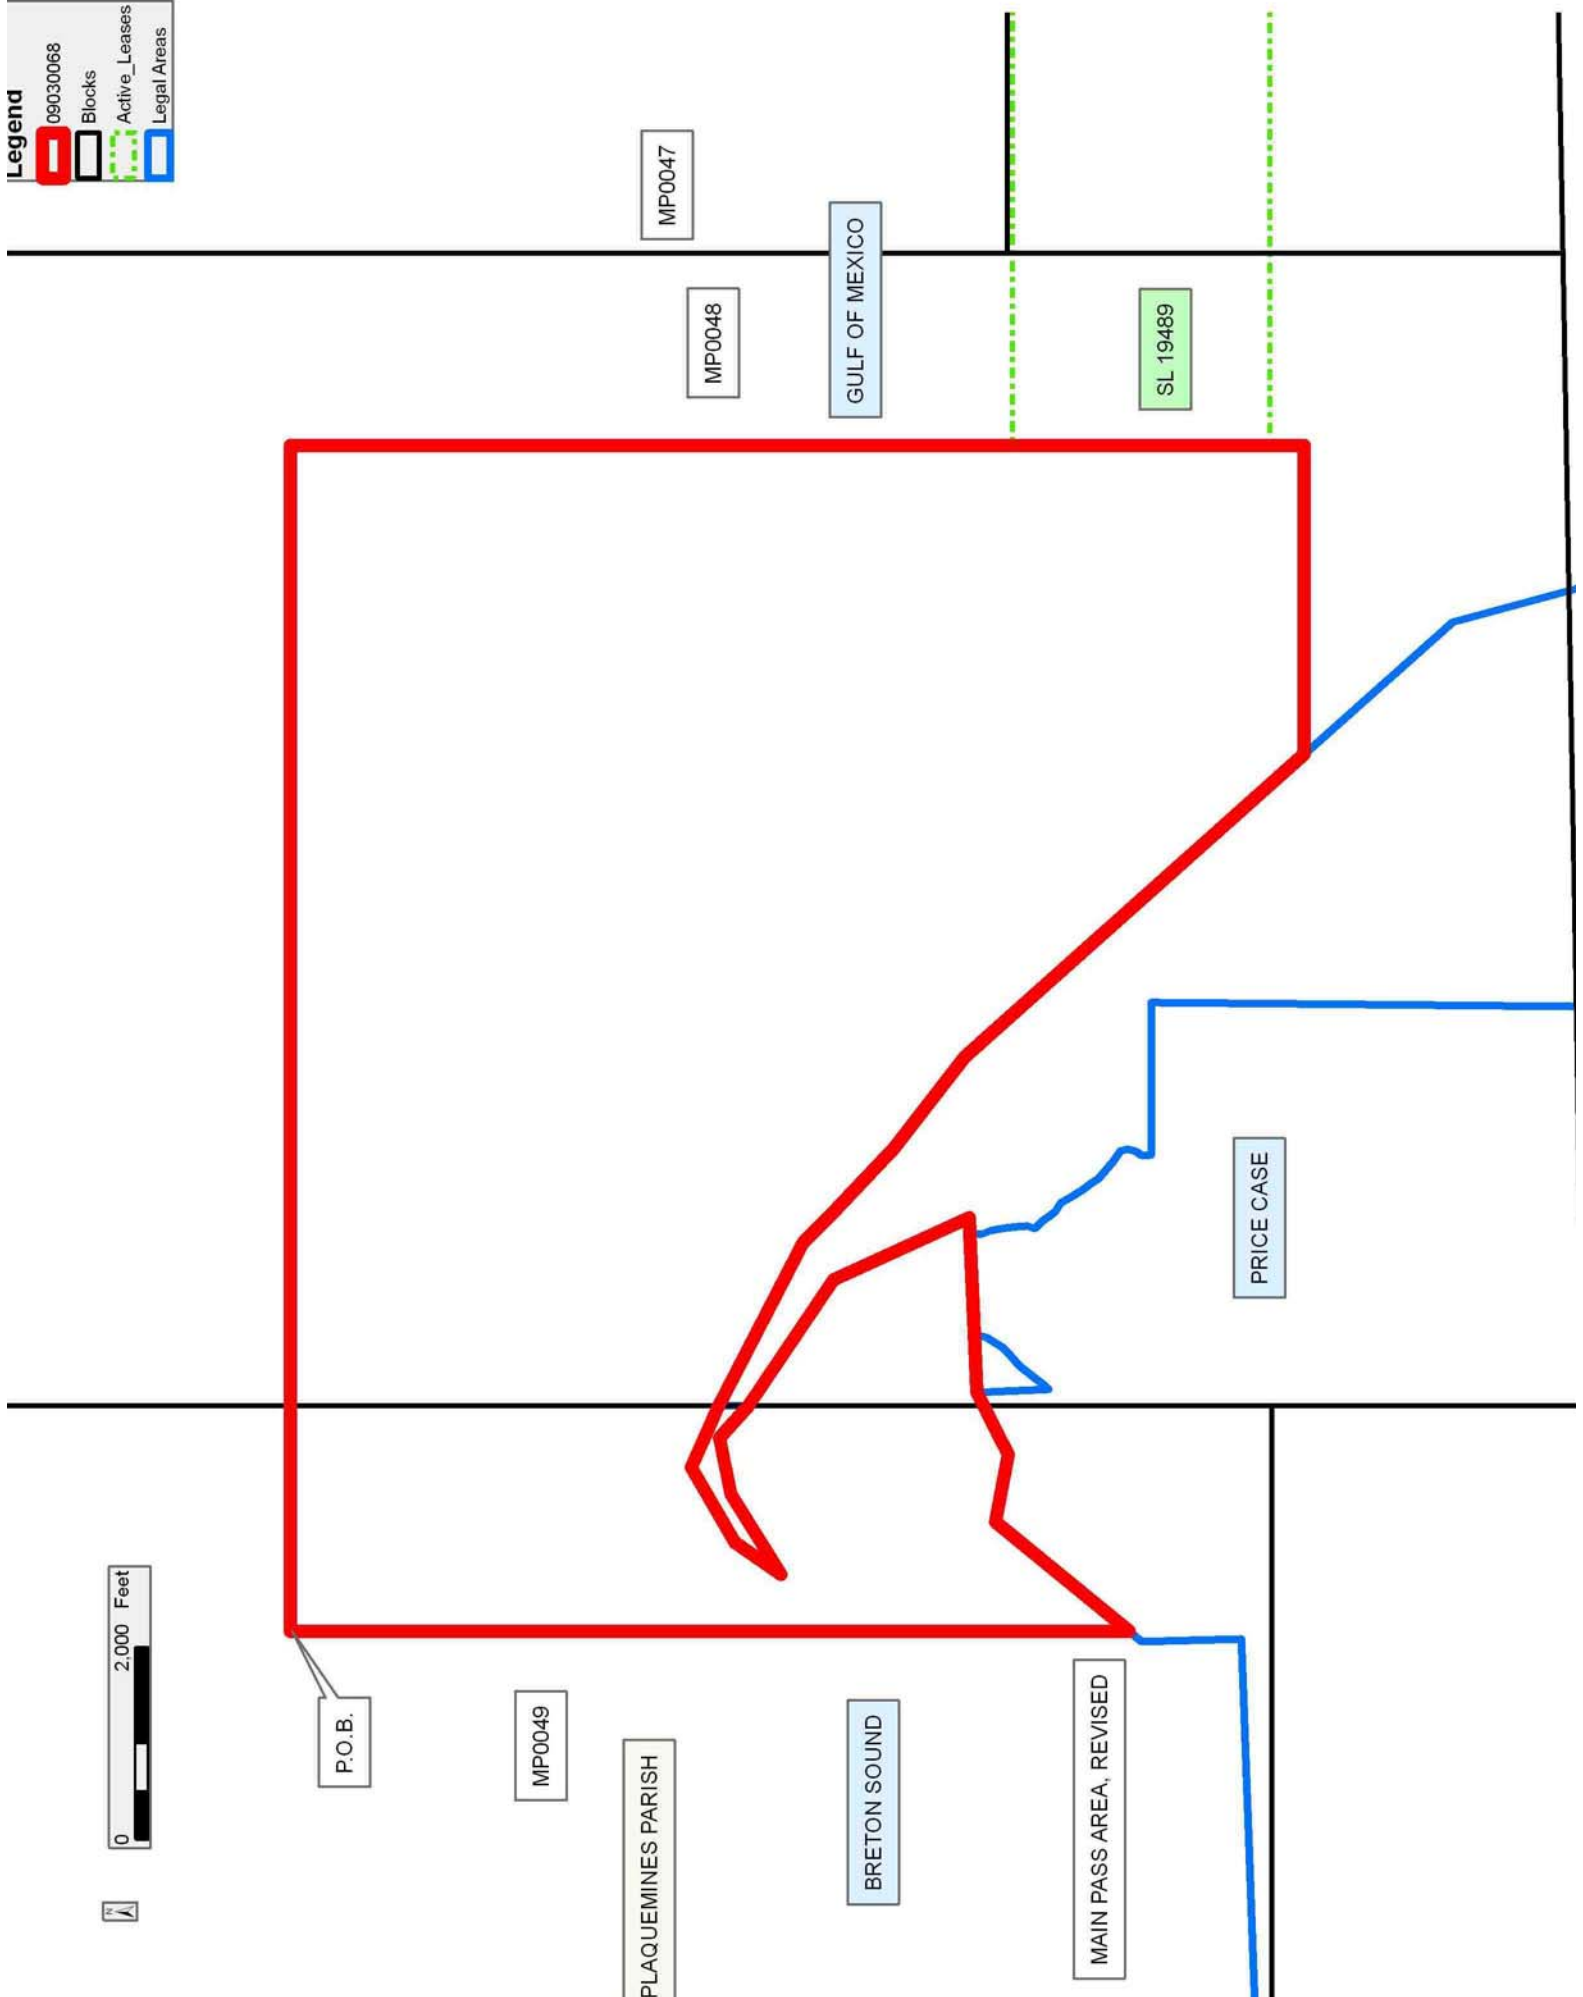 N
0 2,000 Feet
Legend
09030068
Blocks
Active_Leases
Legal Areas
P.O.B.
MP0049
PLAQUEMINES PARISH
MP0047
MP0048
BRETON SOUND
GULF OF MEXICO
MAIN PASS AREA, REVISED
SL 19489
PRICE CASE